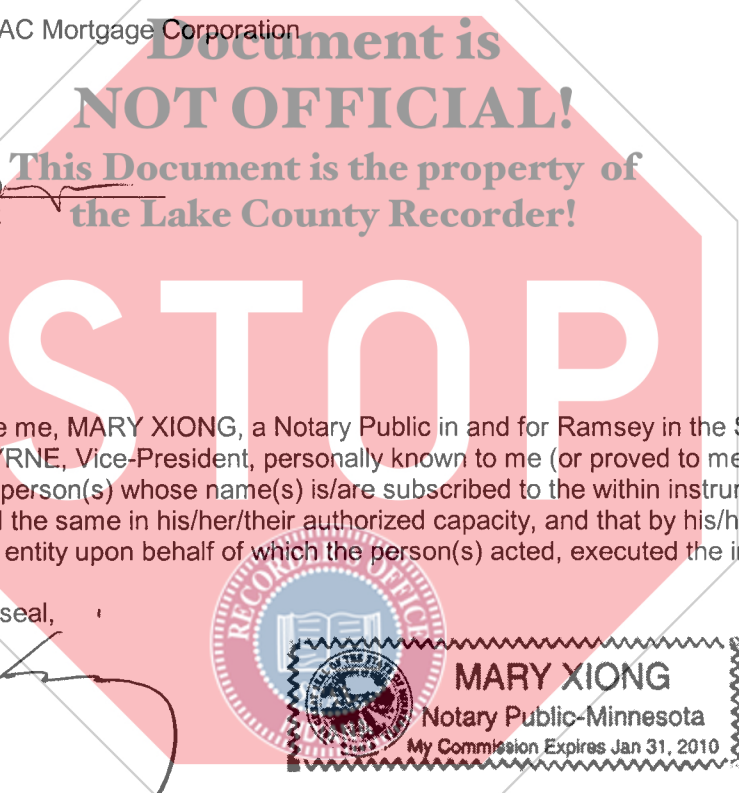 AC Mortgage Corporation
Document is
NOT OFFICIAL!
This Document is the property of
the Lake County Recorder!
STOP
e me, MARY XIONG, a Notary Public in and for Ramsey in the S
YRNE, Vice-President, personally known to me (or proved to me
person(s) whose name(s) is/are subscribed to the within instru
the same in his/her/their authorized capacity, and that by his/h
entity upon behalf of which the person(s) acted, executed the i
seal,
RECORDER'S OFFICE
MARY XIONG
Notary Public-Minnesota
My Commission Expires Jan 31, 2010